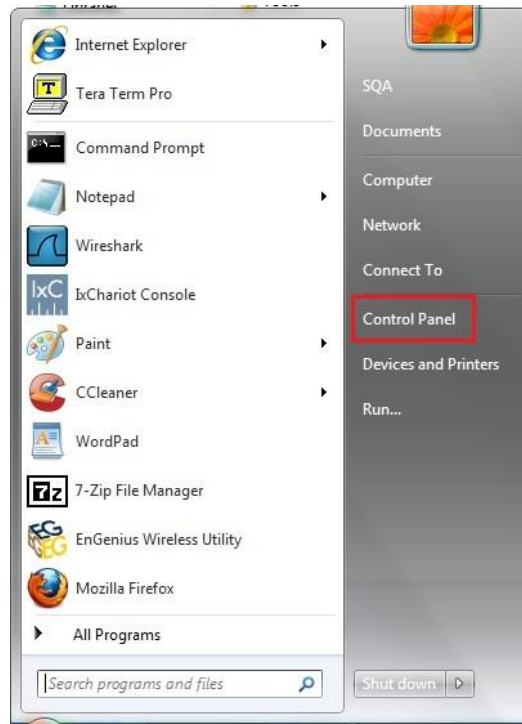 Internet Explorer
Tera Term Pro
Command Prompt
Notepad
Wireshark
IxChariot Console
Paint
CCleaner
WordPad
7-Zip File Manager
EnGenius Wireless Utility
Mozilla Firefox
All Programs
Search programs and files
SQA
Documents
Computer
Network
Connect To
Control Panel
Devices and Printers
Run...
Shut down